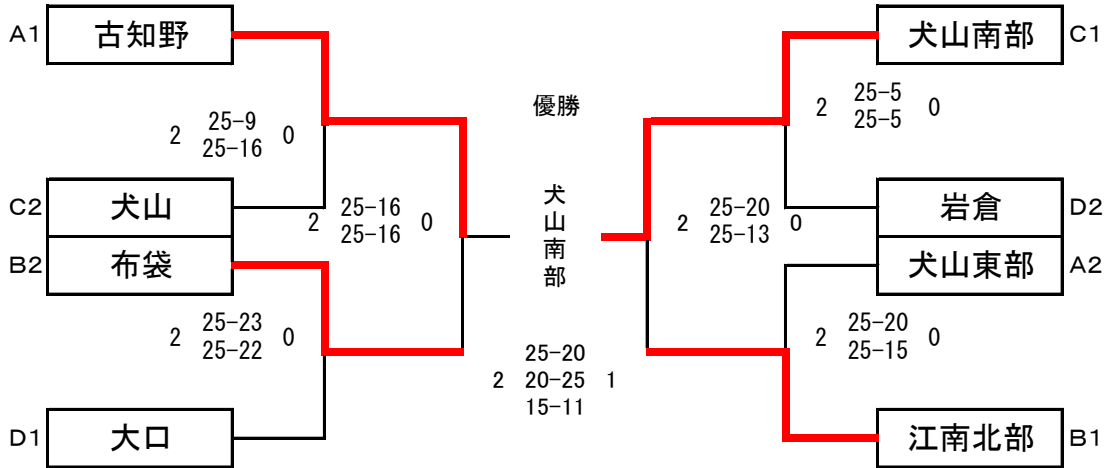 A1 古知野
犬山南部 C1
優勝
2 25-9 0
25-16
2 25-5 0
25-5
C2 犬山
岩倉 D2
2 25-16 0
25-16
犬山南部
2 25-20 0
25-13
B2 布袋
犬山東部 A2
2 25-23 0
25-22
2 25-20 0
25-15
25-20
2 20-25 1
15-11
D1 大口
江南北部 B1